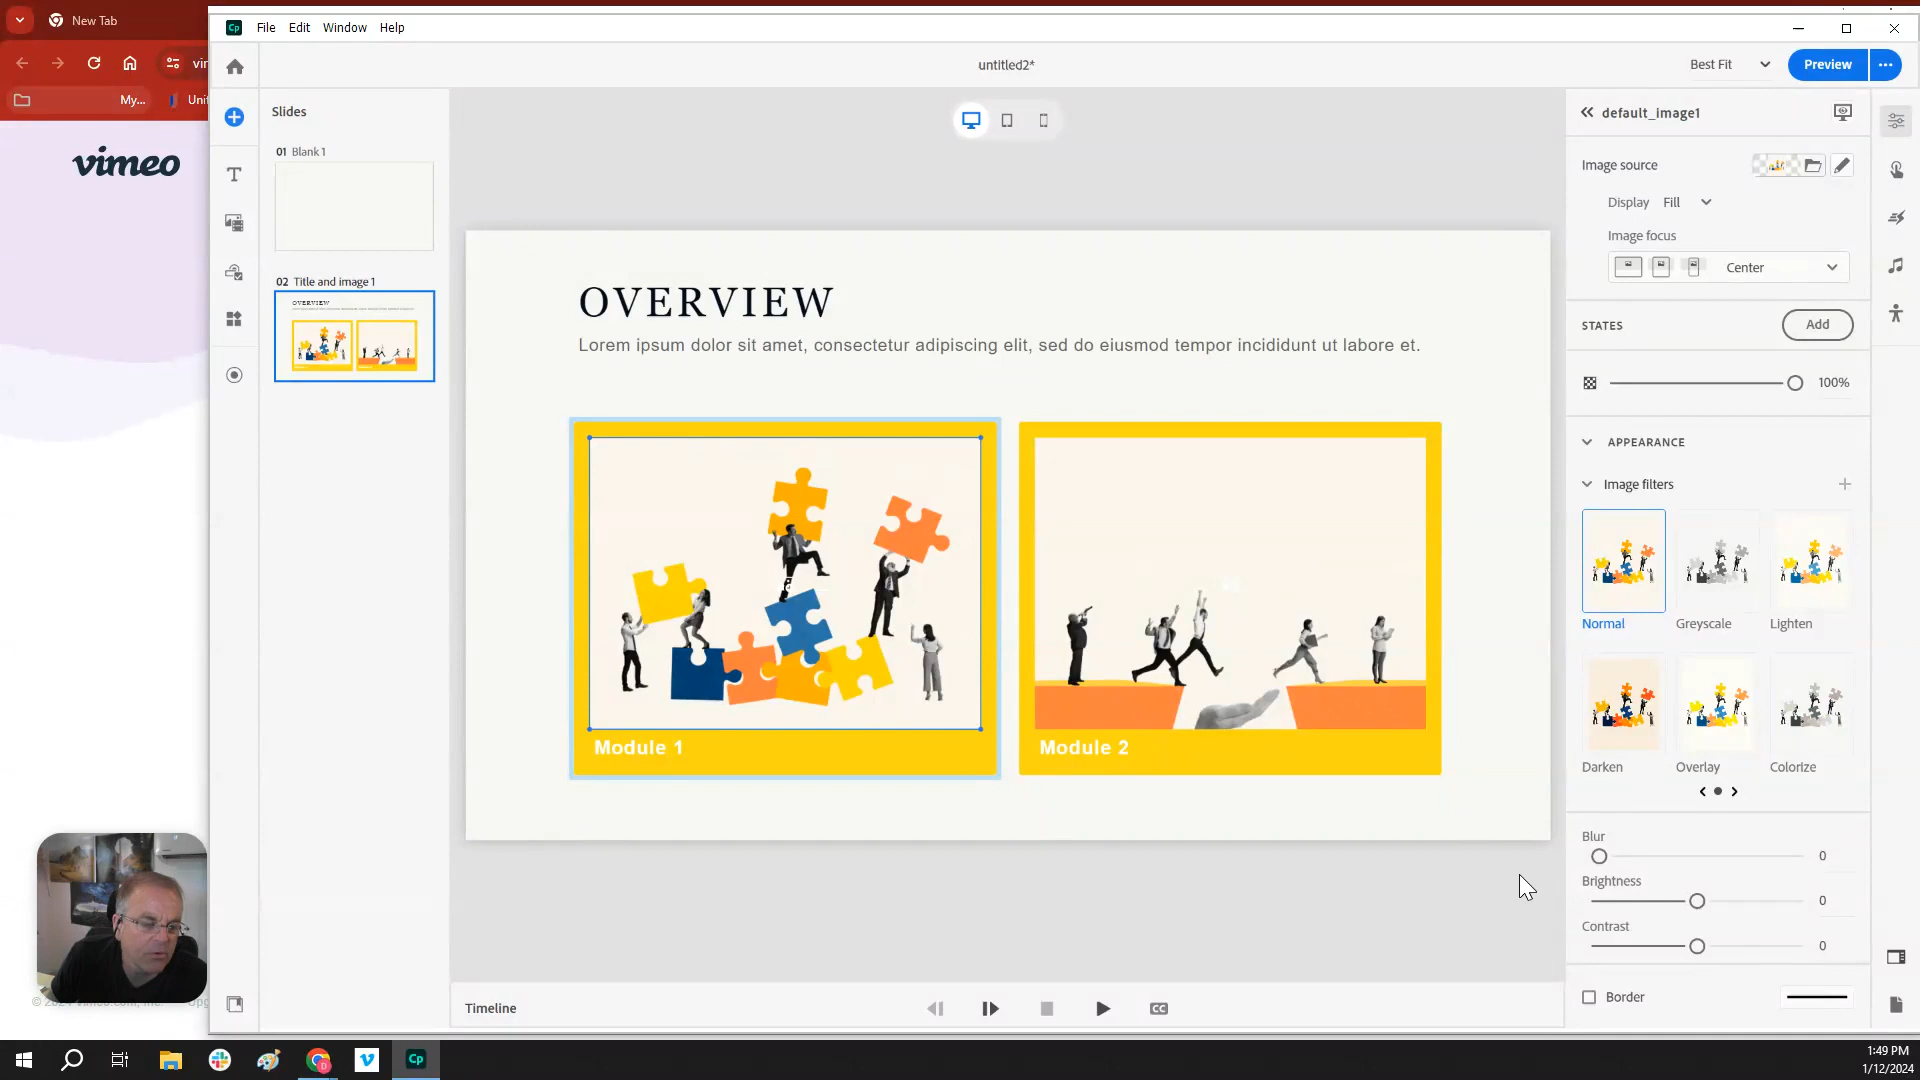 New Tab
File Edit Window Help
untitled2*
Best Fit
Preview
My...
vimeo
Slides
01 Blank 1
02 Title and image 1
OVERVIEW
Lorem ipsum dolor sit amet, consectetur adipiscing elit, sed do eiusmod tempor incididunt ut labore et.
Module 1
Module 2
default_image1
Image source
Display Fill
Image focus
Center
STATES
Add
100%
APPEARANCE
Image filters
Normal Greyscale Lighten
Darken Overlay Colorize
Blur
0
Brightness
0
Contrast
0
Border
Timeline
CC
Cp
1:49 PM
1/12/2024